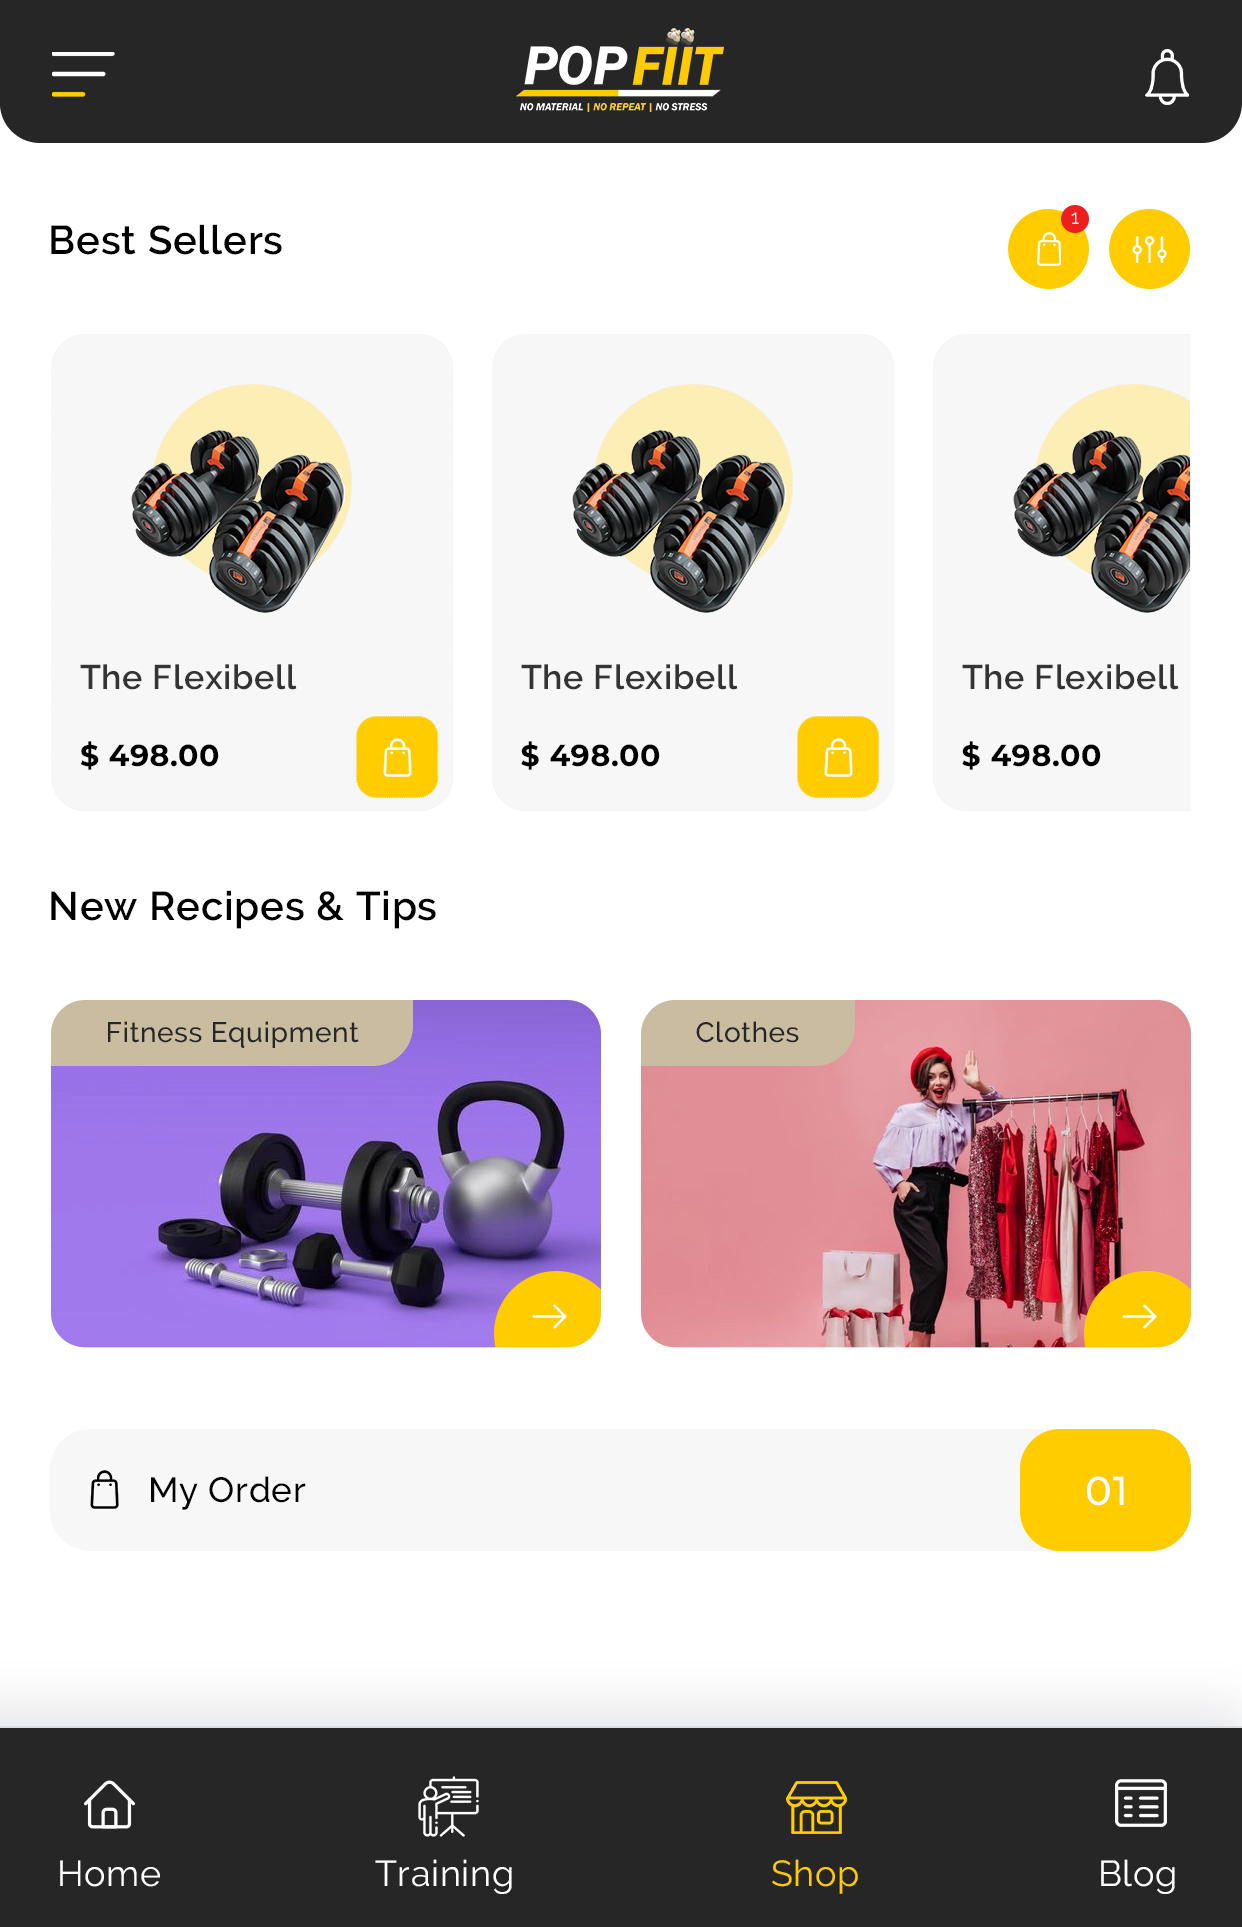 POP FIIT
NO MATERIAL | NO REPEAT | NO STRESS
Best Sellers
1
The Flexibell
$ 498.00
The Flexibell
$ 498.00
The Flexibell
$ 498.00
New Recipes & Tips
Fitness Equipment
Clothes
My Order
01
Home
Training
Shop
Blog